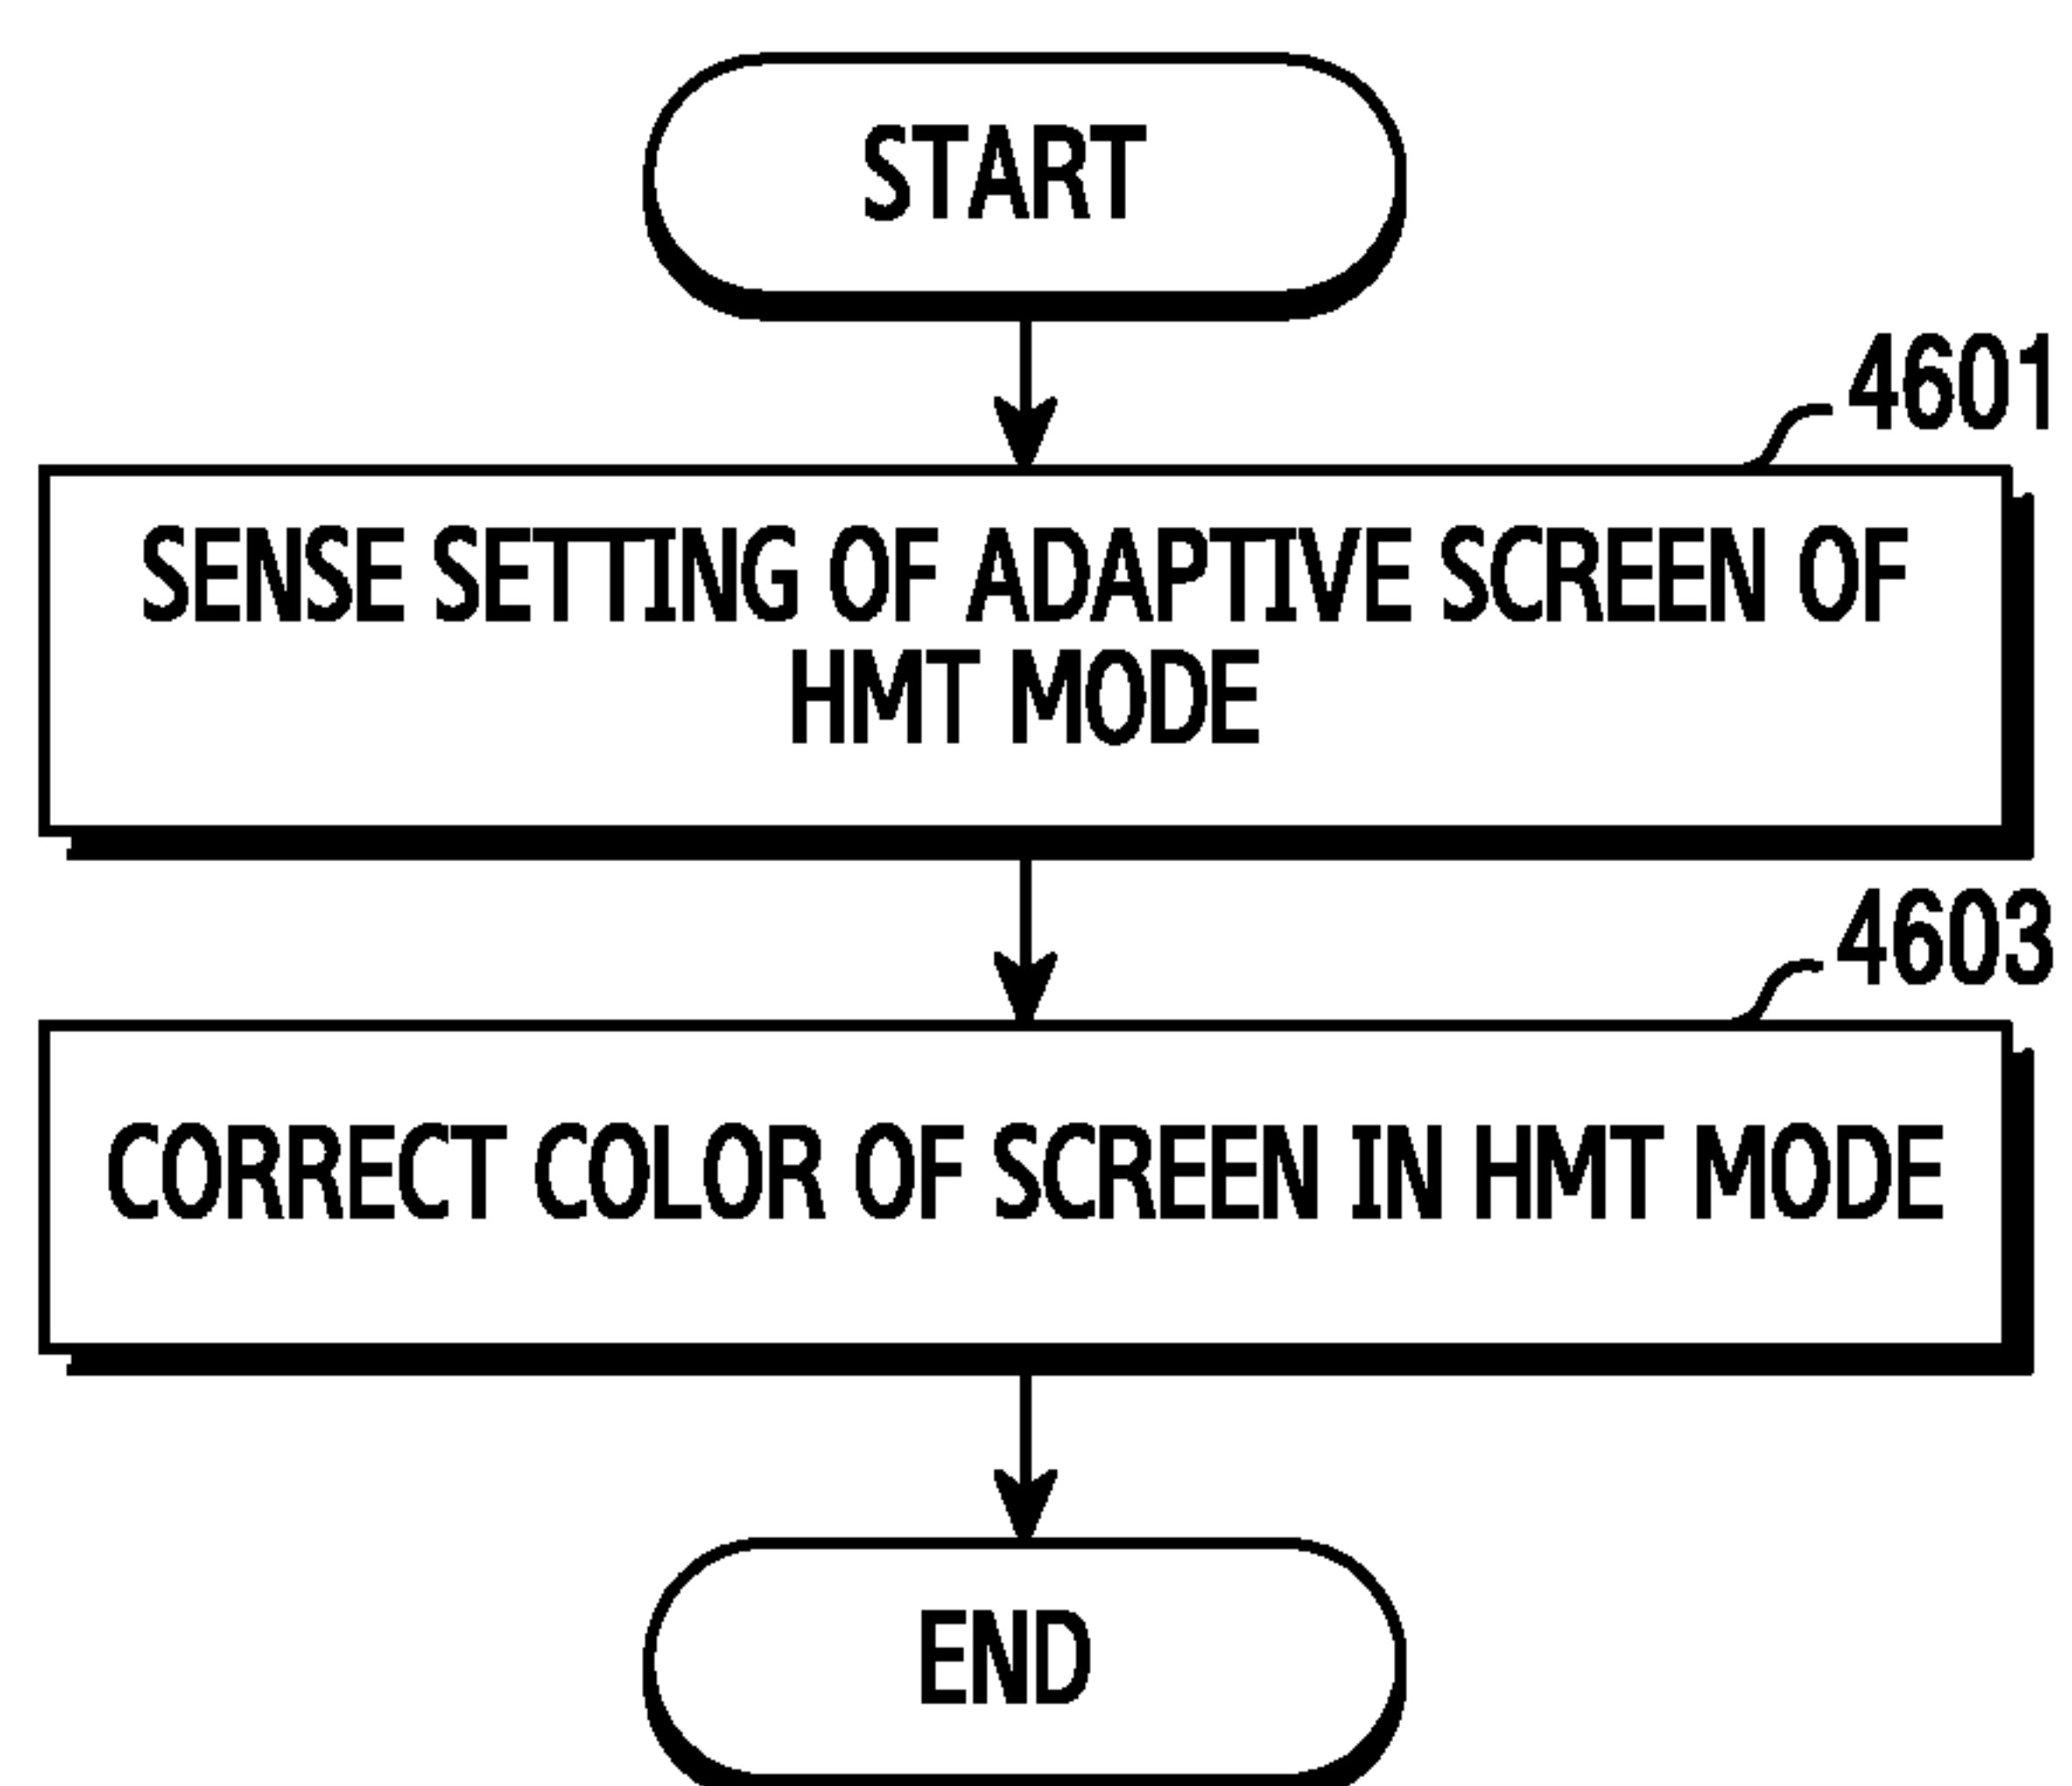 START
4601
SENSE SETTING OF ADAPTIVE SCREEN OF
HMT MODE
4603
CORRECT COLOR OF SCREEN IN HMT MODE
END